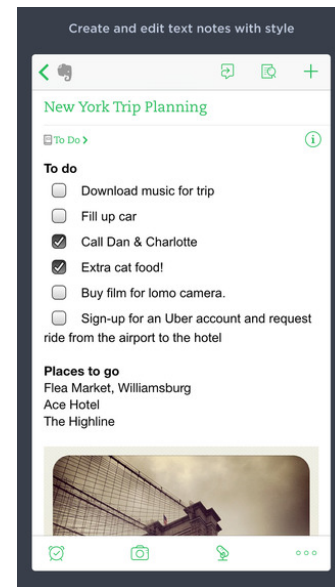 Create and edit text notes with style
New York Trip Planning
To Do >
To do
Download music for trip
Fill up car
Call Dan & Charlotte
Extra cat food!
Buy film for lomo camera.
Sign-up for an Uber account and request
ride from the airport to the hotel
Places to go
Flea Market, Williamsburg
Ace Hotel
The Highline